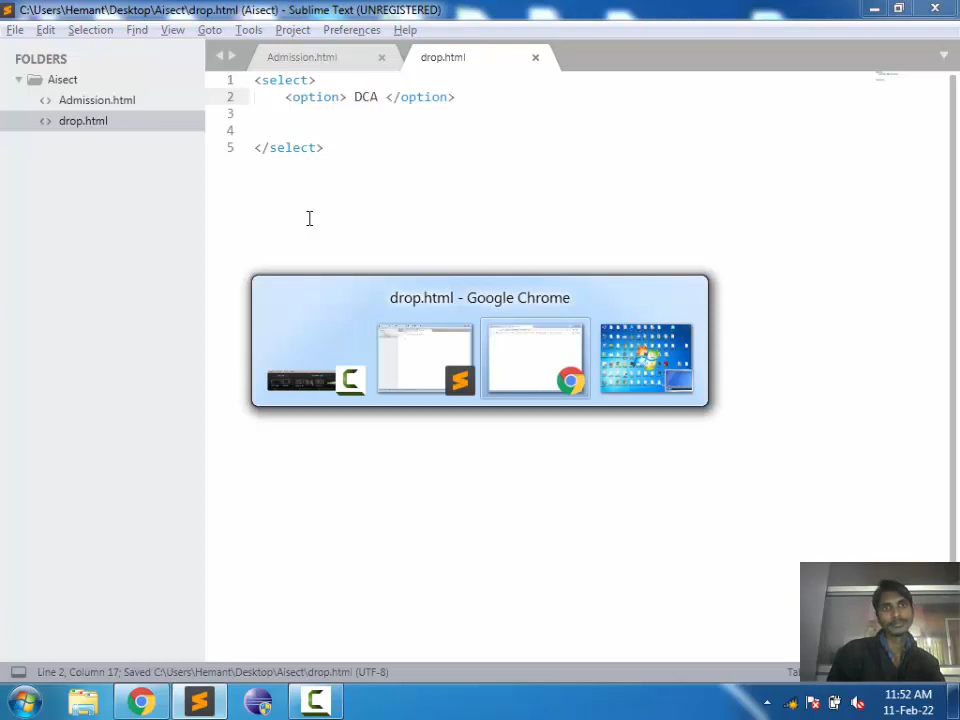 C:\Users\Hemant\Desktop\Aisect\drop.html (Aisect) - Sublime Text (UNREGISTERED)
File Edit Selection Find View Goto Tools Project Preferences Help
FOLDERS
Aisect
Admission.html
drop.html
Admission.html
drop.html
1 <select>
2 <option> DCA </option>
3
4
5 </select>
drop.html - Google Chrome
Line 2, Column 17; Saved C:\Users\Hemant\Desktop\Aisect\drop.html (UTF-8)
11:52 AM
11-Feb-22